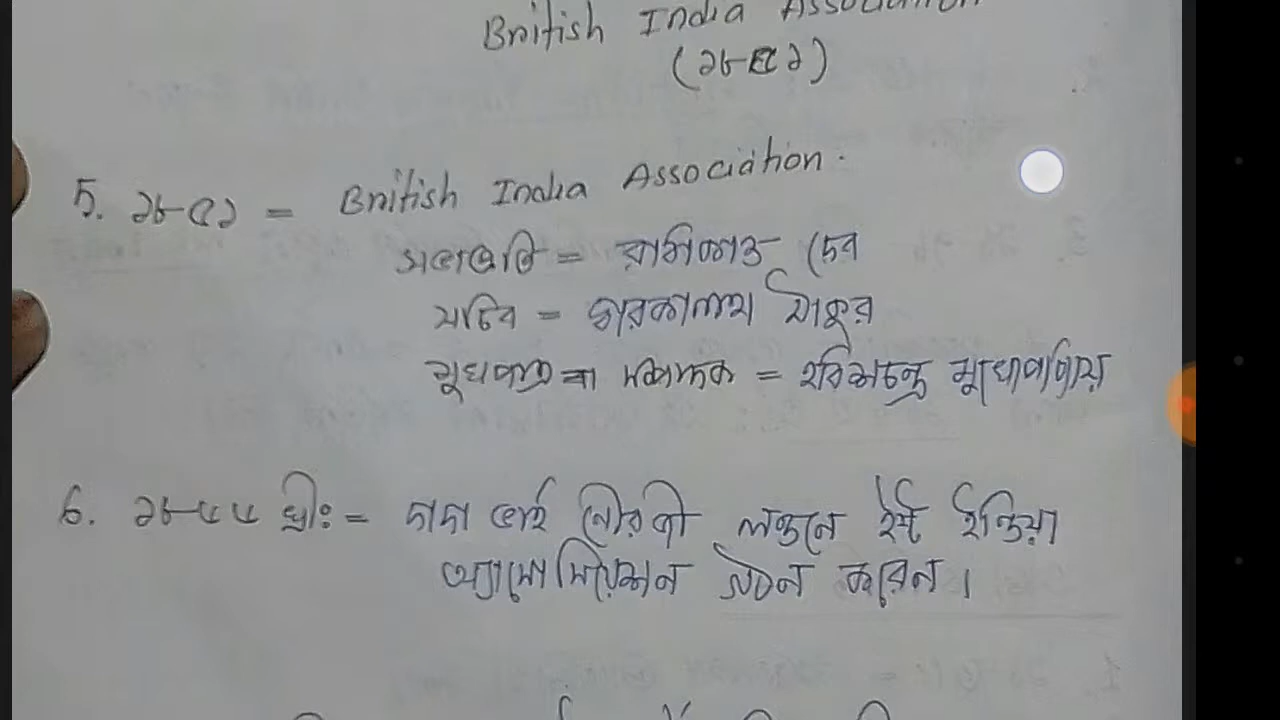 British India Association
(১৮৫১)
5. ১৮৫১ = British India Association.
সভাপতি = রাধাকান্ত দেব
সচিব = দ্বারকানাথ ঠাকুর
মুখপত্র বা সম্পাদক = হরিশচন্দ্র মুখোপাধ্যায়
6. ১৮৬৬ খ্রীঃ = দাদা ভাই নৌরজী লন্ডনে ইস্ট ইন্ডিয়া
অ্যাসোসিয়েশন গঠন করেন।